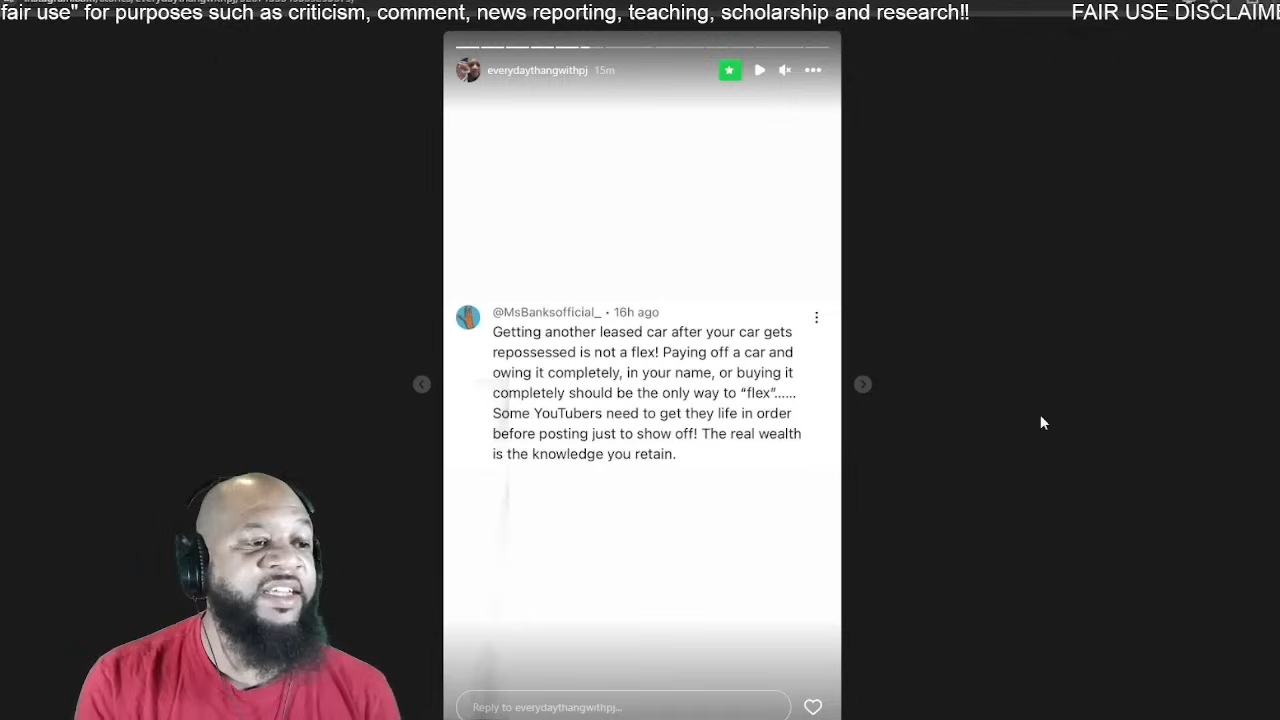 fair use" for purposes such as criticism, comment, news reporting, teaching, scholarship and research!! FAIR USE DISCLAIME
everydaythangwithpj 15m
@MsBanksofficial_ • 16h ago
Getting another leased car after your car gets
repossessed is not a flex! Paying off a car and
owing it completely, in your name, or buying it
completely should be the only way to “flex”......
Some YouTubers need to get they life in order
before posting just to show off! The real wealth
is the knowledge you retain.
Reply to everydaythangwithpj...